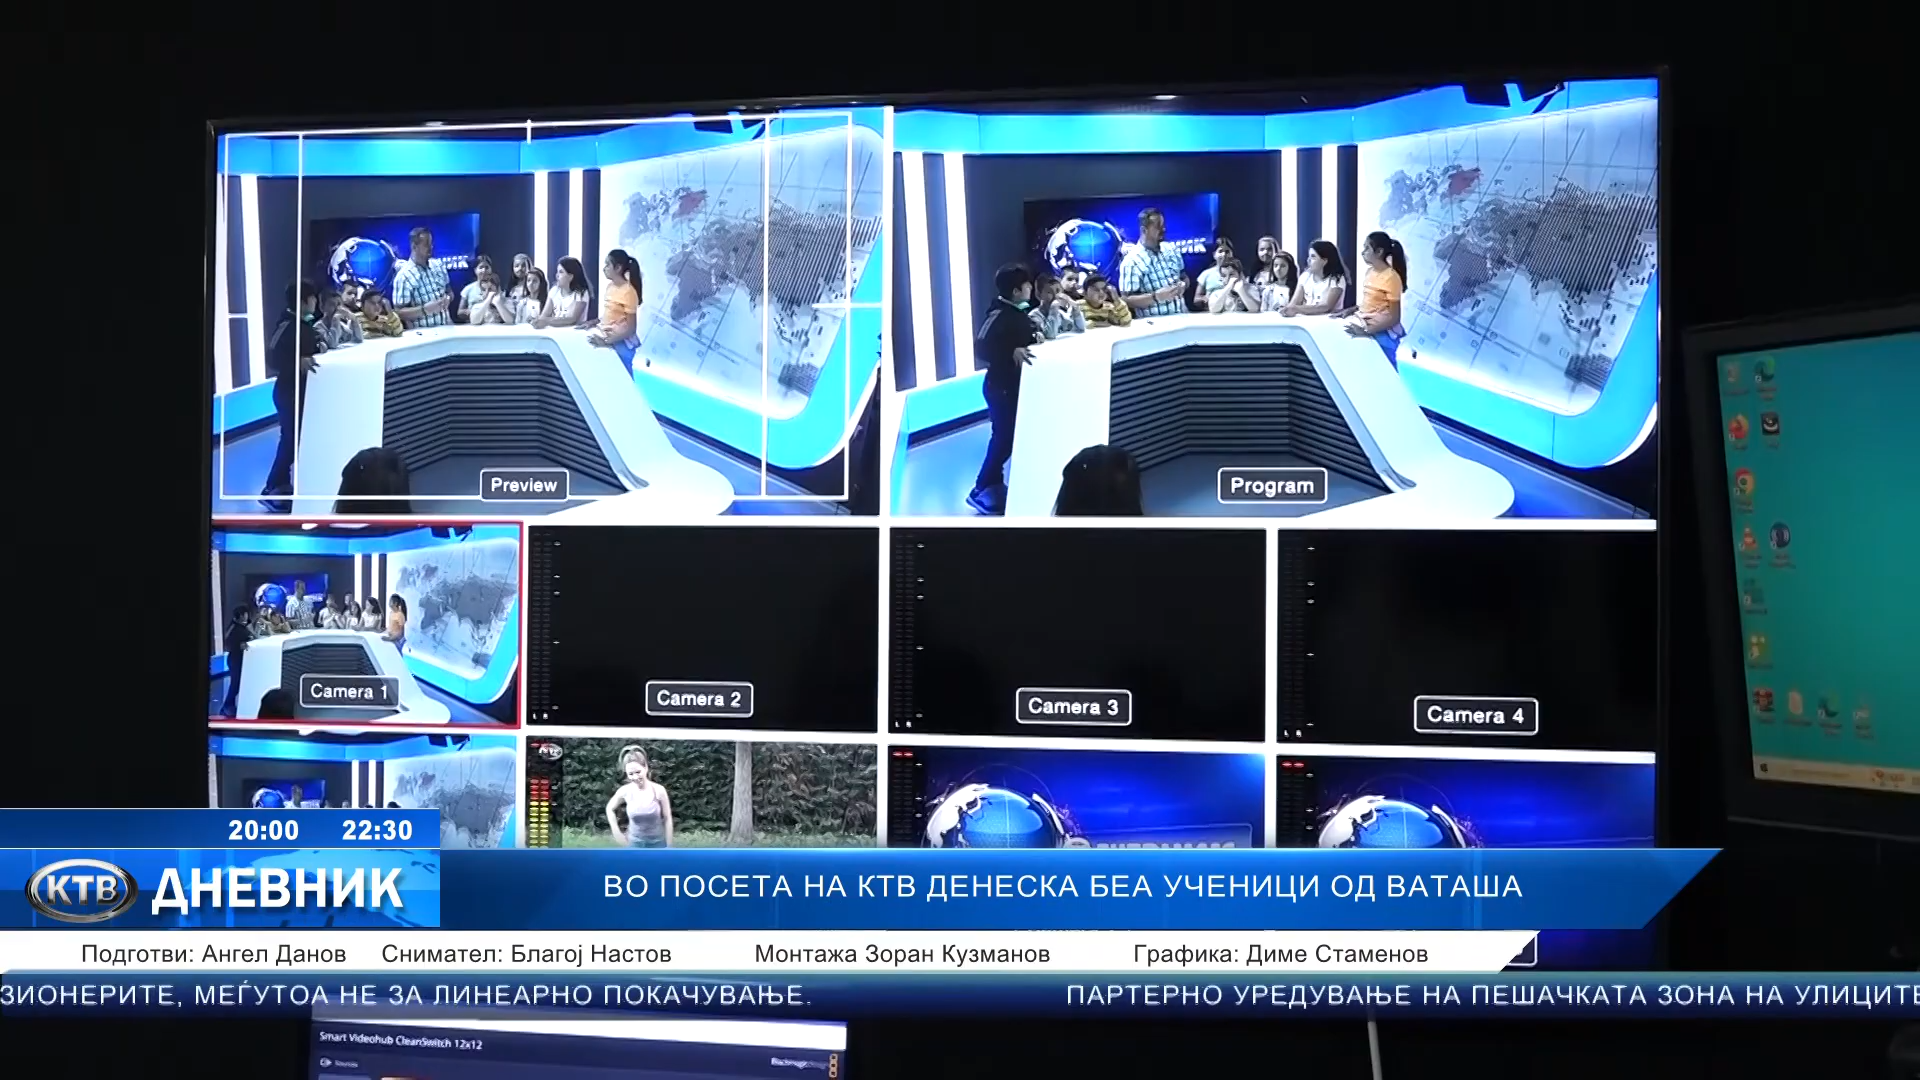 Preview
Program
Camera 1
Camera 2
Camera 3
Camera 4
20:00 22:30
КТВ ДНЕВНИК
ВО ПОСЕТА НА КТВ ДЕНЕСКА БЕА УЧЕНИЦИ ОД ВАТАША
Подготви: Ангел Данов Снимател: Благој Настов Монтажа Зоран Кузманов Графика: Диме Стаменов
ЗИОНЕРИТЕ, МЕЃУТОА НЕ ЗА ЛИНЕАРНО ПОКАЧУВАЊЕ. ПАРТЕРНО УРЕДУВАЊЕ НА ПЕШАЧКАТА ЗОНА НА УЛИЦИТЕ
Smart Videohub CleanSwitch 12x12